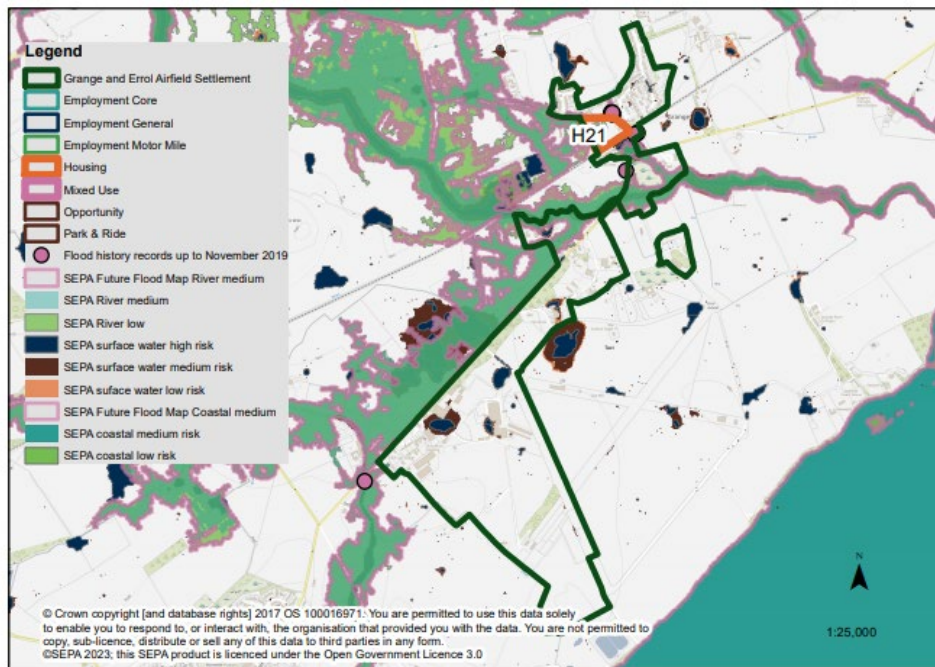 Legend
Grange and Errol Airfield Settlement
Employment Core
Employment General
Employment Motor Mile
Housing
Mixed Use
Opportunity
Park & Ride
Flood history records up to November 2019
SEPA Future Flood Map River medium
SEPA River medium
SEPA River low
SEPA surface water high risk
SEPA surface water medium risk
SEPA suface water low risk
SEPA Future Flood Map Coastal medium
SEPA coastal medium risk
SEPA coastal low risk
H21
Grange
N
1:25,000
© Crown copyright [and database rights] 2017 OS 100016971. You are permitted to use this data solely
to enable you to respond to, or interact with, the organisation that provided you with the data. You are not permitted to
copy, sub-licence, distribute or sell any of this data to third parties in any form.
©SEPA 2023; this SEPA product is licenced under the Open Government Licence 3.0